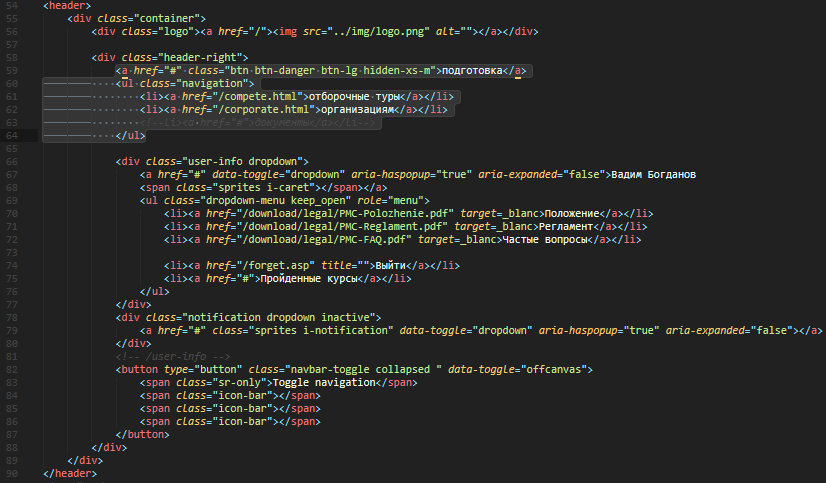 54 <header>
55 <div class="container">
56 <div class="logo"><a href="/"><img src="../img/logo.png" alt=""></a></div>
57
58 <div class="header-right">
59 <a href="#" class="btn btn-danger btn-lg hidden-xs-m">подготовка</a>
60 <ul class="navigation">
61 <li><a href="/compete.html">отборочные туры</a></li>
62 <li><a href="/corporate.html">организациям</a></li>
63 <!--li><a href="#">документы</a></li-->
64 </ul>
65
66 <div class="user-info dropdown">
67 <a href="#" data-toggle="dropdown" aria-haspopup="true" aria-expanded="false">Вадим Богданов
68 <span class="sprites i-caret"></span></a>
69 <ul class="dropdown-menu keep_open" role="menu">
70 <li><a href="/download/legal/PMC-Polozhenie.pdf" target=_blanc>Положение</a></li>
71 <li><a href="/download/legal/PMC-Reglament.pdf" target=_blanc>Регламент</a></li>
72 <li><a href="/download/legal/PMC-FAQ.pdf" target=_blanc>Частые вопросы</a></li>
73
74 <li><a href="/forget.asp" title="">Выйти</a></li>
75 <li><a href="#">Пройденные курсы</a></li>
76 </ul>
77 </div>
78 <div class="notification dropdown inactive">
79 <a href="#" class="sprites i-notification" data-toggle="dropdown" aria-haspopup="true" aria-expanded="false"></a>
80 </div>
81 <!-- /user-info -->
82 <button type="button" class="navbar-toggle collapsed " data-toggle="offcanvas">
83 <span class="sr-only">Toggle navigation</span>
84 <span class="icon-bar"></span>
85 <span class="icon-bar"></span>
86 <span class="icon-bar"></span>
87 </button>
88 </div>
89 </div>
90 </header>